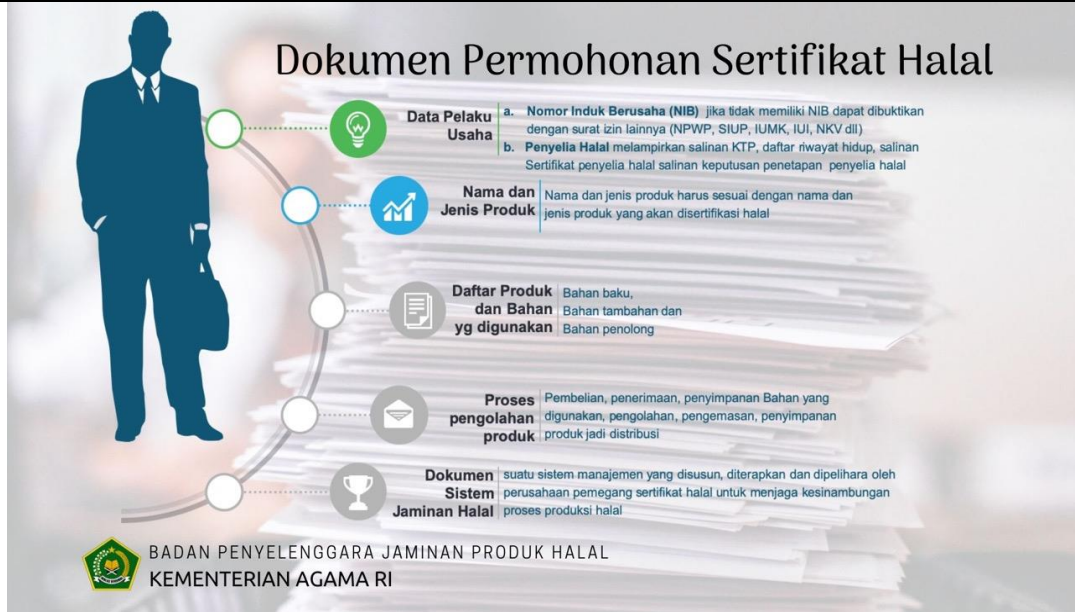 Dokumen Permohonan Sertifikat Halal
Data Pelaku
Usaha
a. Nomor Induk Berusaha (NIB) jika tidak memiliki NIB dapat dibuktikan
dengan surat izin lainnya (NPWP, SIUP, IUMK, IUI, NKV dll)
b. Penyelia Halal melampirkan salinan KTP, daftar riwayat hidup, salinan
Sertifikat penyelia halal salinan keputusan penetapan penyelia halal
Nama dan
Jenis Produk
Nama dan jenis produk harus sesuai dengan nama dan
jenis produk yang akan disertifikasi halal
Daftar Produk
dan Bahan
yg digunakan
Bahan baku,
Bahan tambahan dan
Bahan penolong
Proses
pengolahan
produk
Pembelian, penerimaan, penyimpanan Bahan yang
digunakan, pengolahan, pengemasan, penyimpanan
produk jadi distribusi
Dokumen
Sistem
Jaminan Halal
suatu sistem manajemen yang disusun, diterapkan dan dipelihara oleh
perusahaan pemegang sertifikat halal untuk menjaga kesinambungan
proses produksi halal
BADAN PENYELENGGARA JAMINAN PRODUK HALAL
KEMENTERIAN AGAMA RI